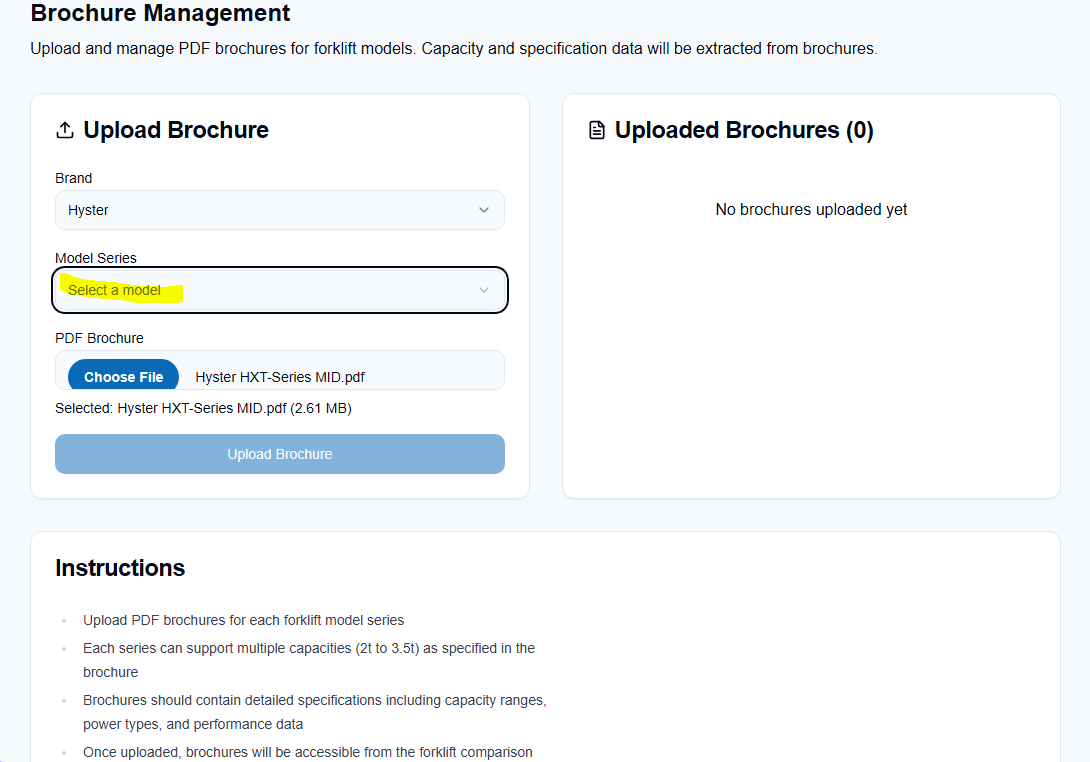 Brochure Management
Upload and manage PDF brochures for forklift models. Capacity and specification data will be extracted from brochures.
Upload Brochure
Brand
Hyster
Model Series
Select a model
PDF Brochure
Choose File Hyster HXT-Series MID.pdf
Selected: Hyster HXT-Series MID.pdf (2.61 MB)
Upload Brochure
Uploaded Brochures (0)
No brochures uploaded yet
Instructions
Upload PDF brochures for each forklift model series
Each series can support multiple capacities (2t to 3.5t) as specified in the
brochure
Brochures should contain detailed specifications including capacity ranges,
power types, and performance data
Once uploaded, brochures will be accessible from the forklift comparison